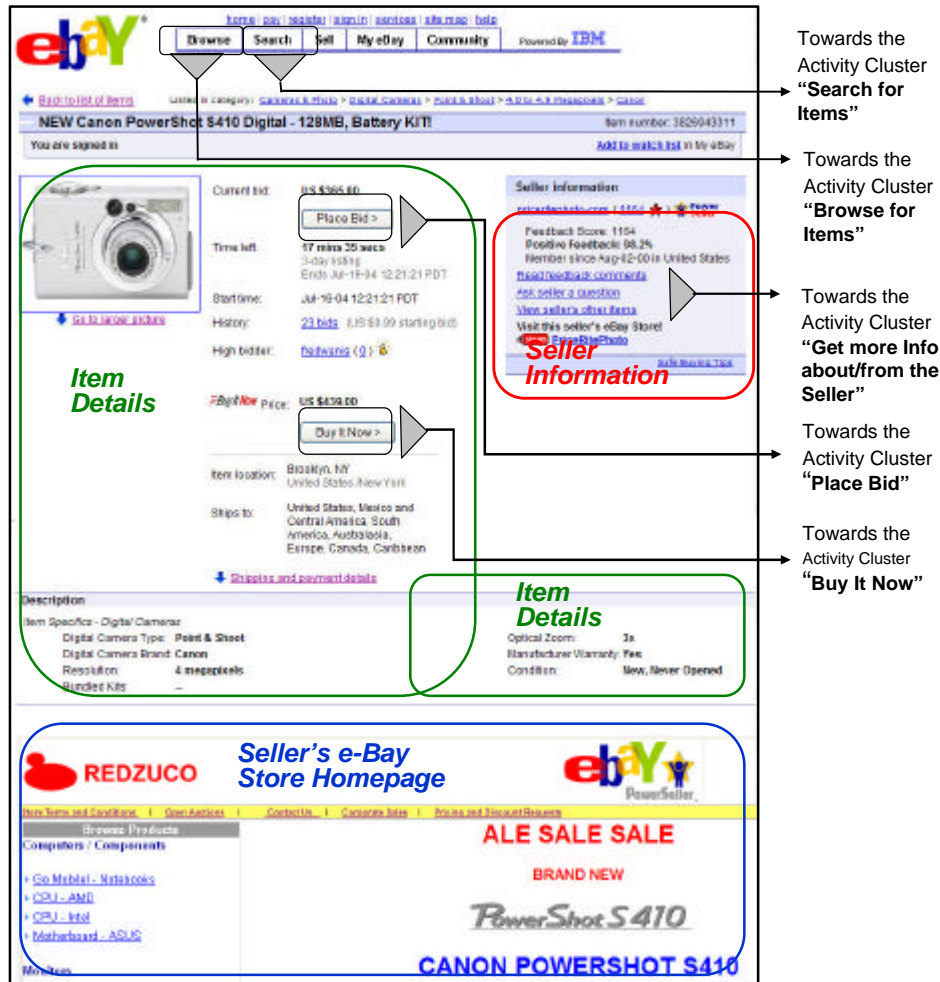 home | pay | register | sign in | services | site map | help
ebaY
Browse Search Sell My eBay Community Powered By IBM
Back to list of items Listed in category: Cameras & Photo > Digital Cameras > Point & Shoot > 4.0 to 4.9 Megapixels > Canon
NEW Canon PowerShot S410 Digital - 128MB, Battery KIT! Item number: 3826943311
You are signed in Add to watch list in My eBay
Current bid: US $365.00
Place Bid >
Time left: 17 mins 35 secs
3-day listing
Ends Jul-19-04 12:21:21 PDT
Start time: Jul-16-04 12:21:21 PDT
History: 23 bids (US $9.99 starting bid)
High bidder: (0)
Go to larger picture
Item
Details
Buy It Now Price: US $439.00
Buy It Now >
Item location: Brooklyn, NY
United States /New York
Ships to: United States, Mexico and
Central America, South
America, Australasia,
Europe, Canada, Caribbean
Shipping and payment details
Seller information
(1154) Power Seller
Feedback Score: 1154
Positive Feedback: 98.2%
Member since Aug-02-00 in United States
Read feedback comments
Ask seller a question
View seller's other items
Visit this seller's eBay Store!
PriceRitePhoto
Seller
Information
Safe Buying Tips
Description
Item Specifics - Digital Cameras
Digital Camera Type: Point & Shoot
Digital Camera Brand: Canon
Resolution: 4 megapixels
Bundled Kits: --
Item
Details
Optical Zoom: 3x
Manufacturer Warranty: Yes
Condition: New, Never Opened
REDZUCO
Seller's e-Bay
Store Homepage
ebaY
PowerSeller
Store Terms and Conditions | Open Auctions | Contact Us | Corporate Sales | Pricing and Discount Requests
Browse Products
Computers / Components
Go Mobile! - Notebooks
CPU - AMD
CPU - Intel
Motherboard - ASUS
Monitors
ALE SALE SALE
BRAND NEW
PowerShot S410
CANON POWERSHOT S410
Towards the
Activity Cluster
“Search for
Items”
Towards the
Activity Cluster
“Browse for
Items”
Towards the
Activity Cluster
“Get more Info
about/from the
Seller”
Towards the
Activity Cluster
“Place Bid”
Towards the
Activity Cluster
“Buy It Now”